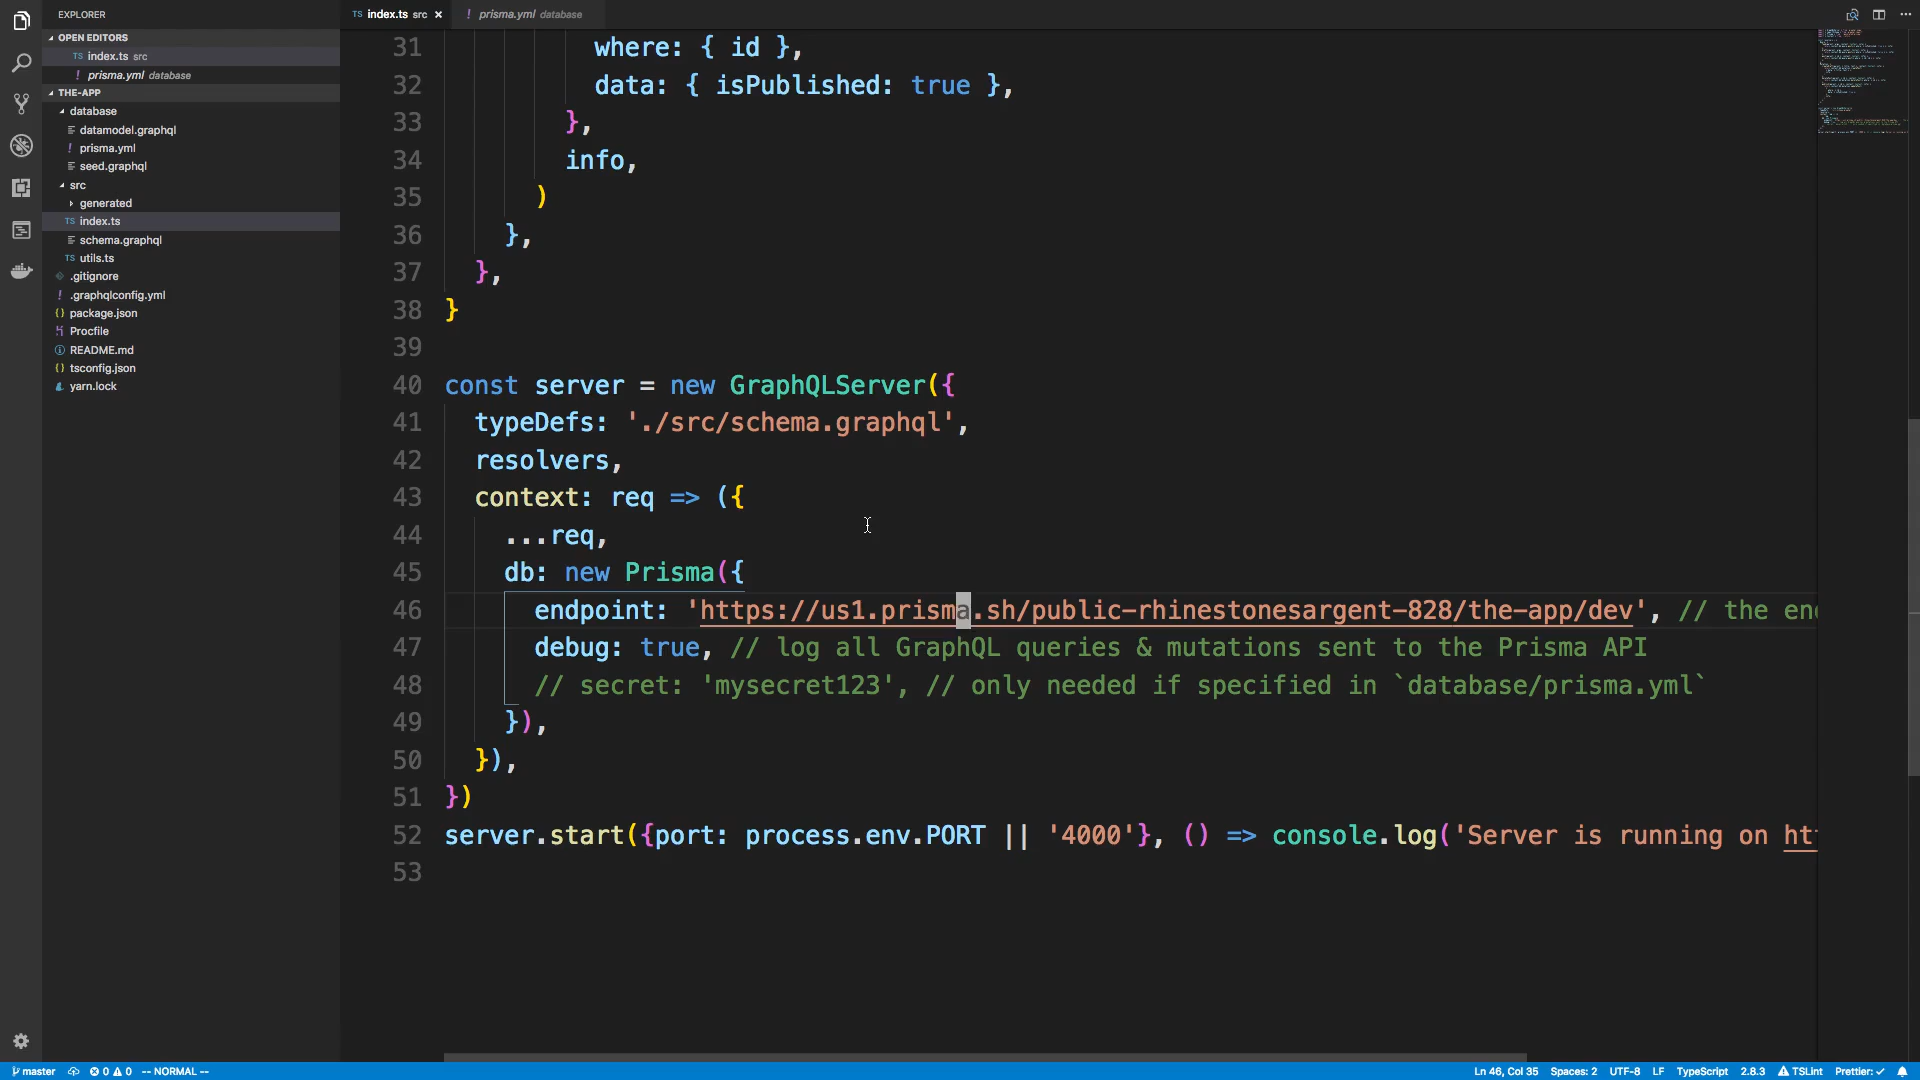 EXPLORER
OPEN EDITORS
TS index.ts src
! prisma.yml database
THE-APP
database
datamodel.graphql
! prisma.yml
seed.graphql
src
generated
TS index.ts
schema.graphql
TS utils.ts
.gitignore
! .graphqlconfig.yml
{} package.json
Procfile
README.md
{} tsconfig.json
yarn.lock
TS index.ts src ×
! prisma.yml database
31 where: { id },
32 data: { isPublished: true },
33 },
34 info,
35 )
36 },
37 },
38 }
39
40 const server = new GraphQLServer({
41 typeDefs: './src/schema.graphql',
42 resolvers,
43 context: req => ({
44 ...req,
45 db: new Prisma({
46 endpoint: 'https://us1.prisma.sh/public-rhinestonesargent-828/the-app/dev', // the en
47 debug: true, // log all GraphQL queries & mutations sent to the Prisma API
48 // secret: 'mysecret123', // only needed if specified in `database/prisma.yml`
49 }),
50 }),
51 })
52 server.start({port: process.env.PORT || '4000'}, () => console.log('Server is running on ht
53
master 0 0 -- NORMAL -- Ln 46, Col 35 Spaces: 2 UTF-8 LF TypeScript 2.8.3 TSLint Prettier: ✓